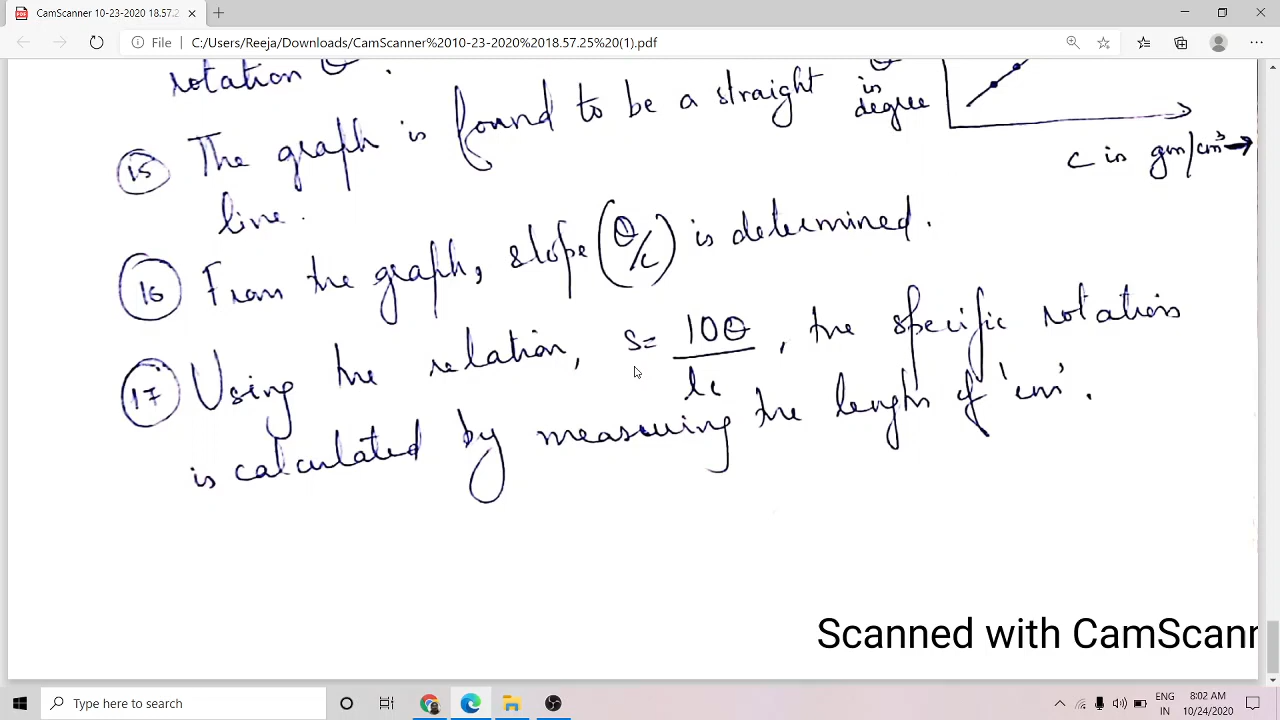 CamScanner 10-23-2020 18.57.2
File
C:/Users/Reeja/Downloads/CamScanner%2010-23-2020%2018.57.25%20(1).pdf
rotation θ .
θ
in
degree
15 The graph is found to be a straight
line.
c in gm/cm³
16 From the graph, slope (θ/c) is determined.
17 Using the relation, s= 10θ/lc , the specific rotation
is calculated by measuring the length of 'cm'.
Scanned with CamScann
Type here to search
ENG
IN
8:02 AM
10/24/2020